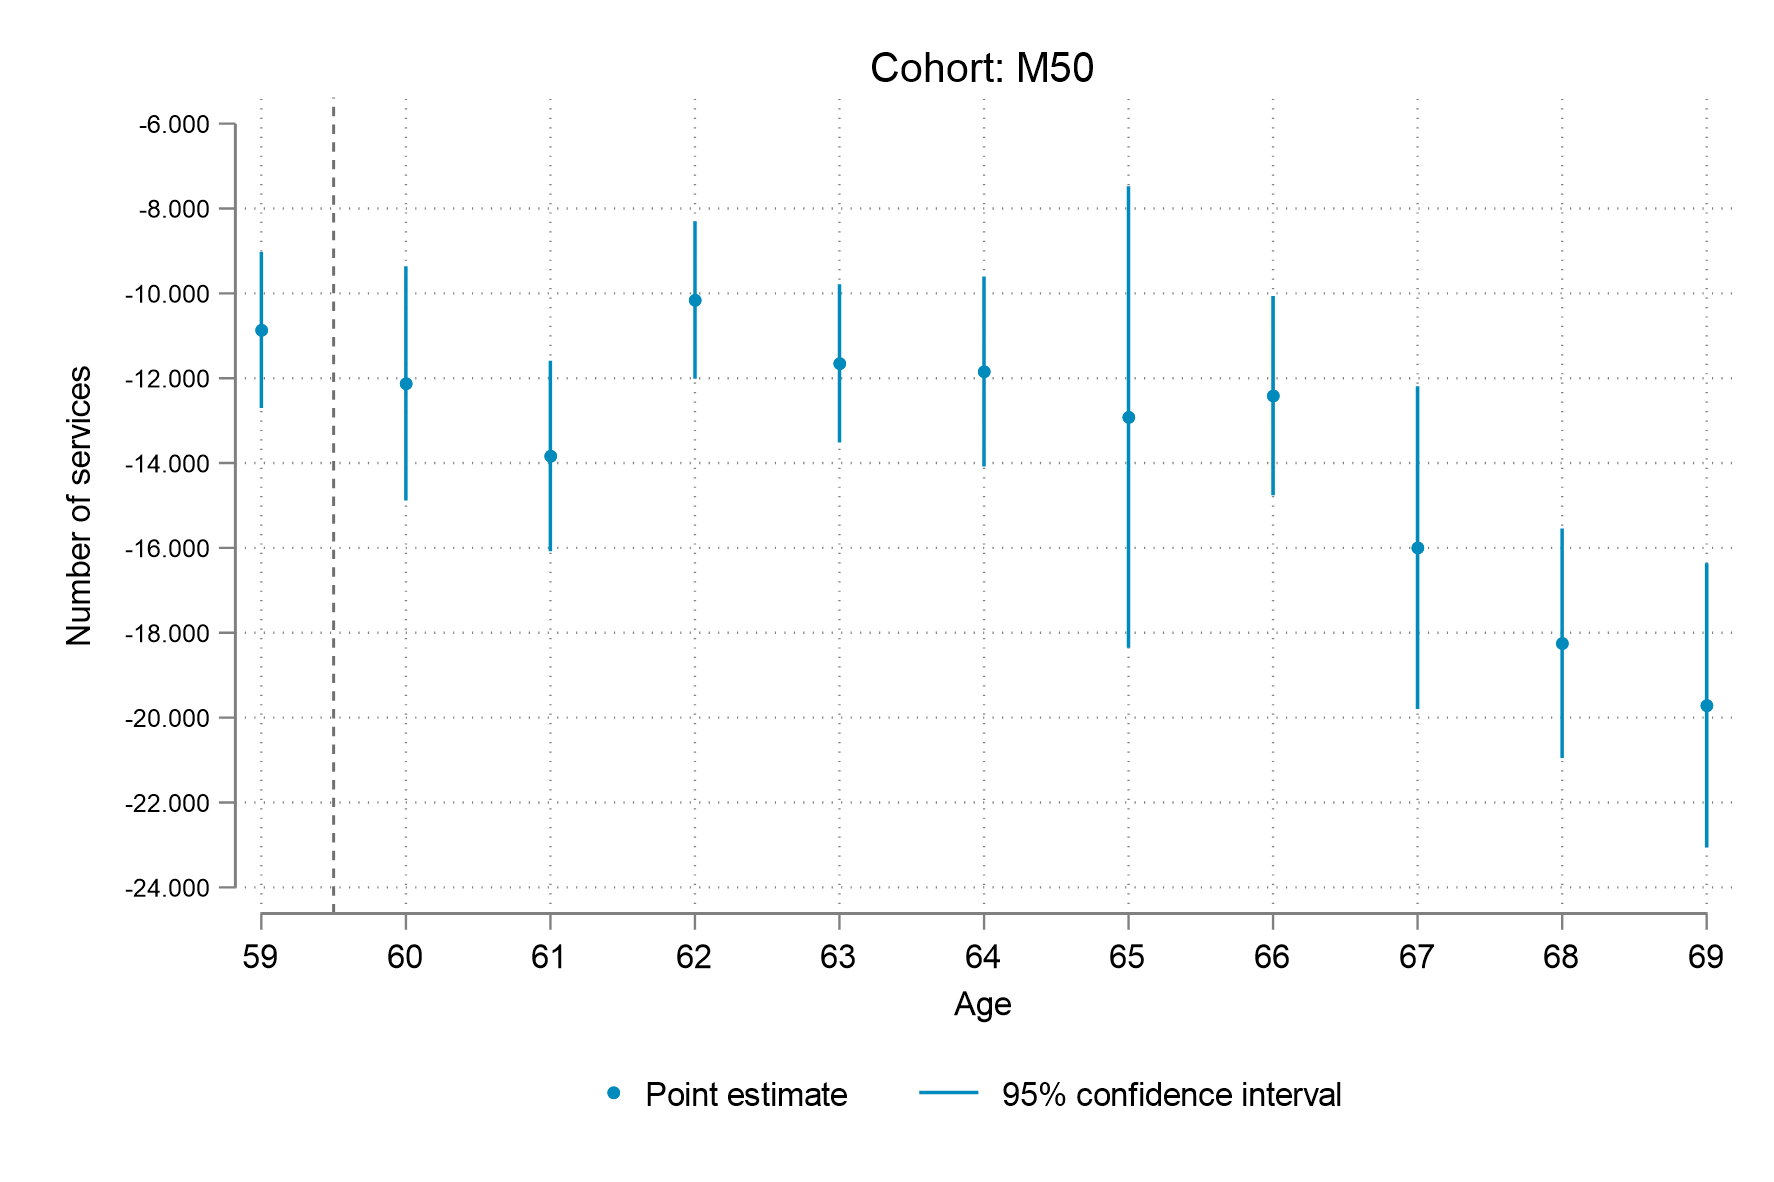 Cohort: M50
Number of services
-6.000
-8.000
-10.000
-12.000
-14.000
-16.000
-18.000
-20.000
-22.000
-24.000
59 60 61 62 63 64 65 66 67 68 69
Age
Point estimate 95% confidence interval